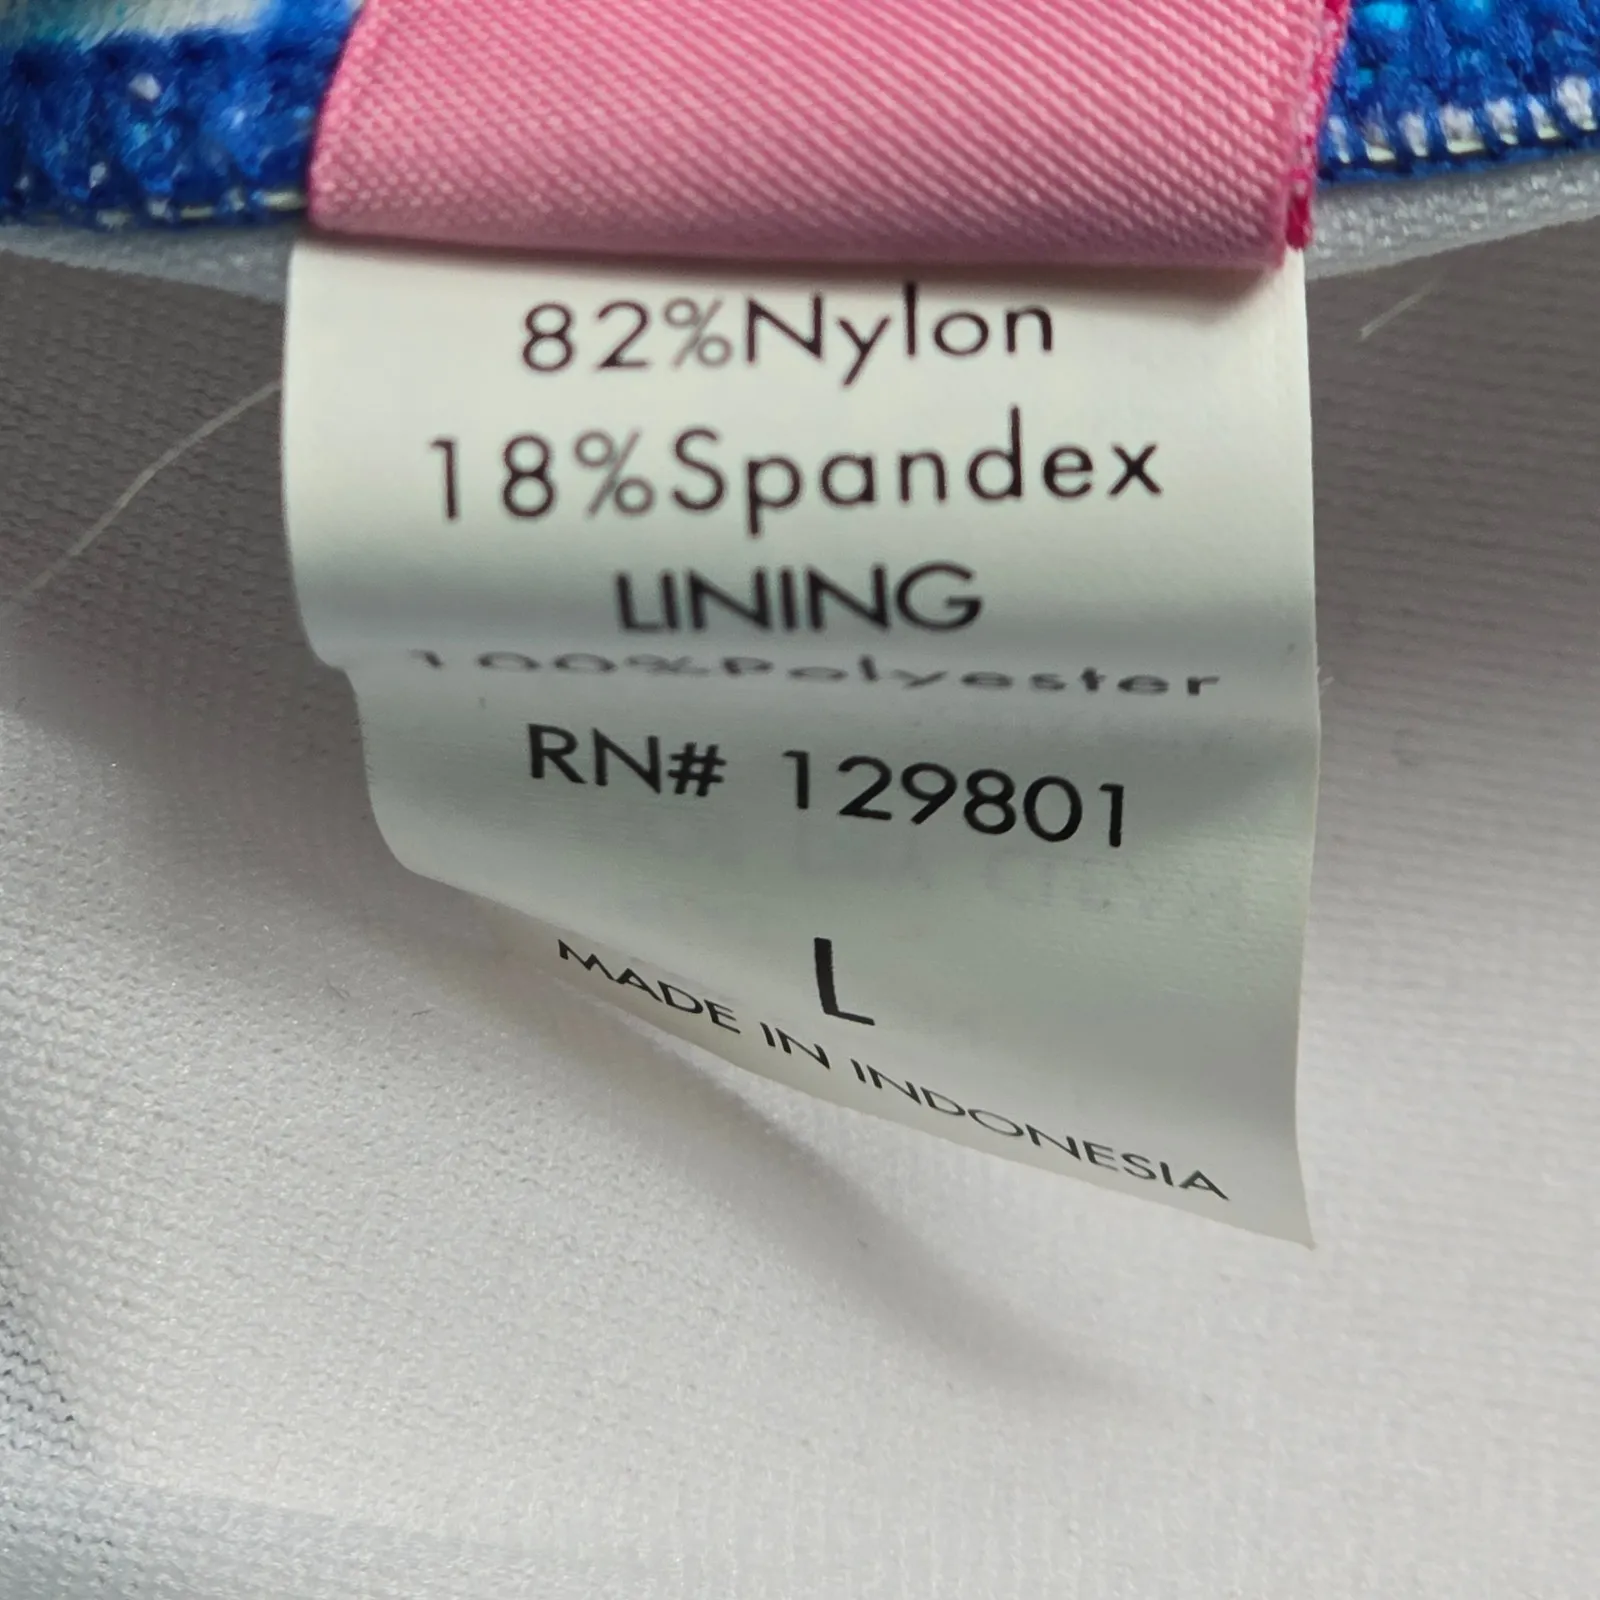 82%Nylon
18%Spandex
LINING
100%Polyester
RN# 129801
L
MADE IN INDONESIA